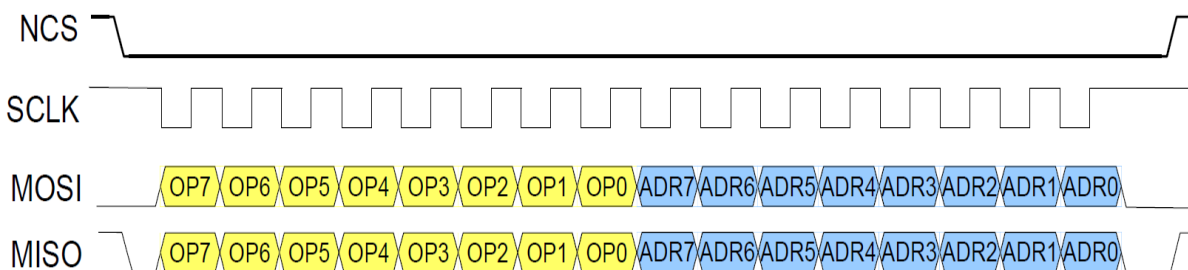 NCS
SCLK
MOSI OP7 OP6 OP5 OP4 OP3 OP2 OP1 OP0 ADR7 ADR6 ADR5 ADR4 ADR3 ADR2 ADR1 ADR0
MISO OP7 OP6 OP5 OP4 OP3 OP2 OP1 OP0 ADR7 ADR6 ADR5 ADR4 ADR3 ADR2 ADR1 ADR0